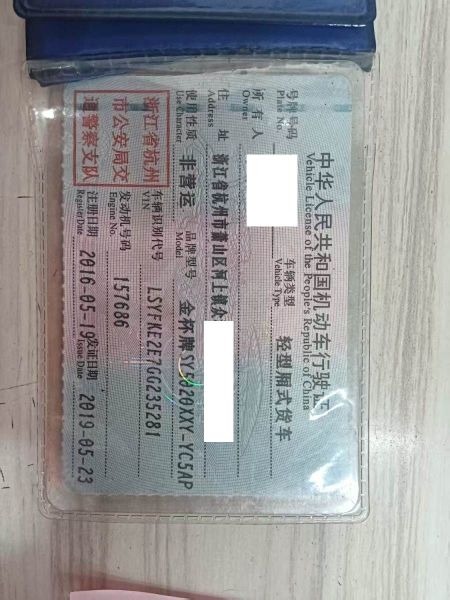 中华人民共和国机动车行驶证
Vehicle License of the People's Republic of China
号牌号码
Plate No.
车辆类型
Vehicle Type
轻型厢式货车
所有人
Owner
住址
Address
浙江省杭州市萧山区河上镇众
使用性质
Use Character
非营运
品牌型号
Model
金杯牌SY5020XXY-YC5AP
浙江省杭州
市公安局交
通警察支队
车辆识别代号
VIN
LSYFKE2E7GG235281
发动机号码
Engine No.
157086
注册日期
Register Date
2016-05-19
发证日期
Issue Date
2019-05-23